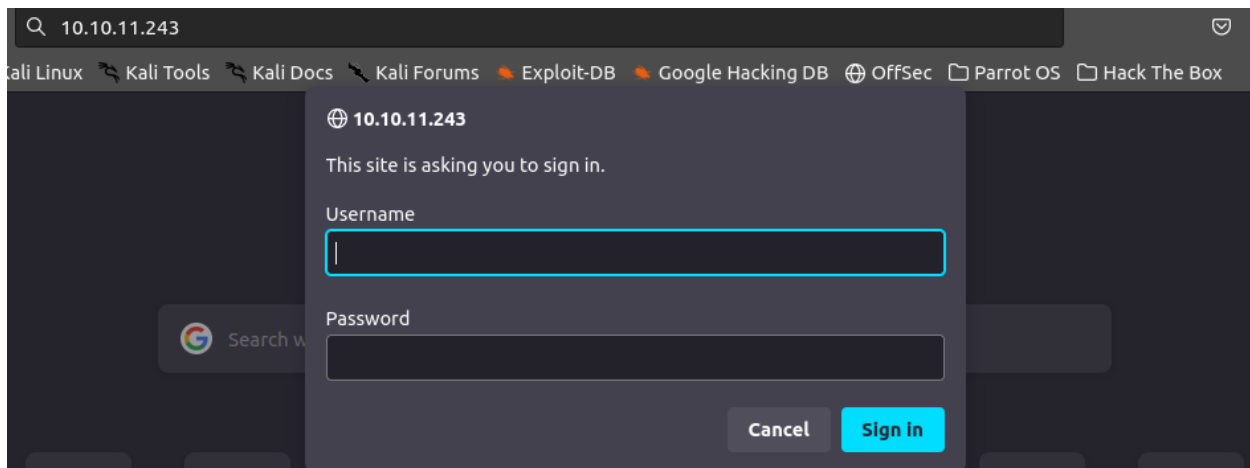 10.10.11.243
Kali Linux Kali Tools Kali Docs Kali Forums Exploit-DB Google Hacking DB OffSec Parrot OS Hack The Box
10.10.11.243
This site is asking you to sign in.
Username
Password
Search w
Cancel Sign in